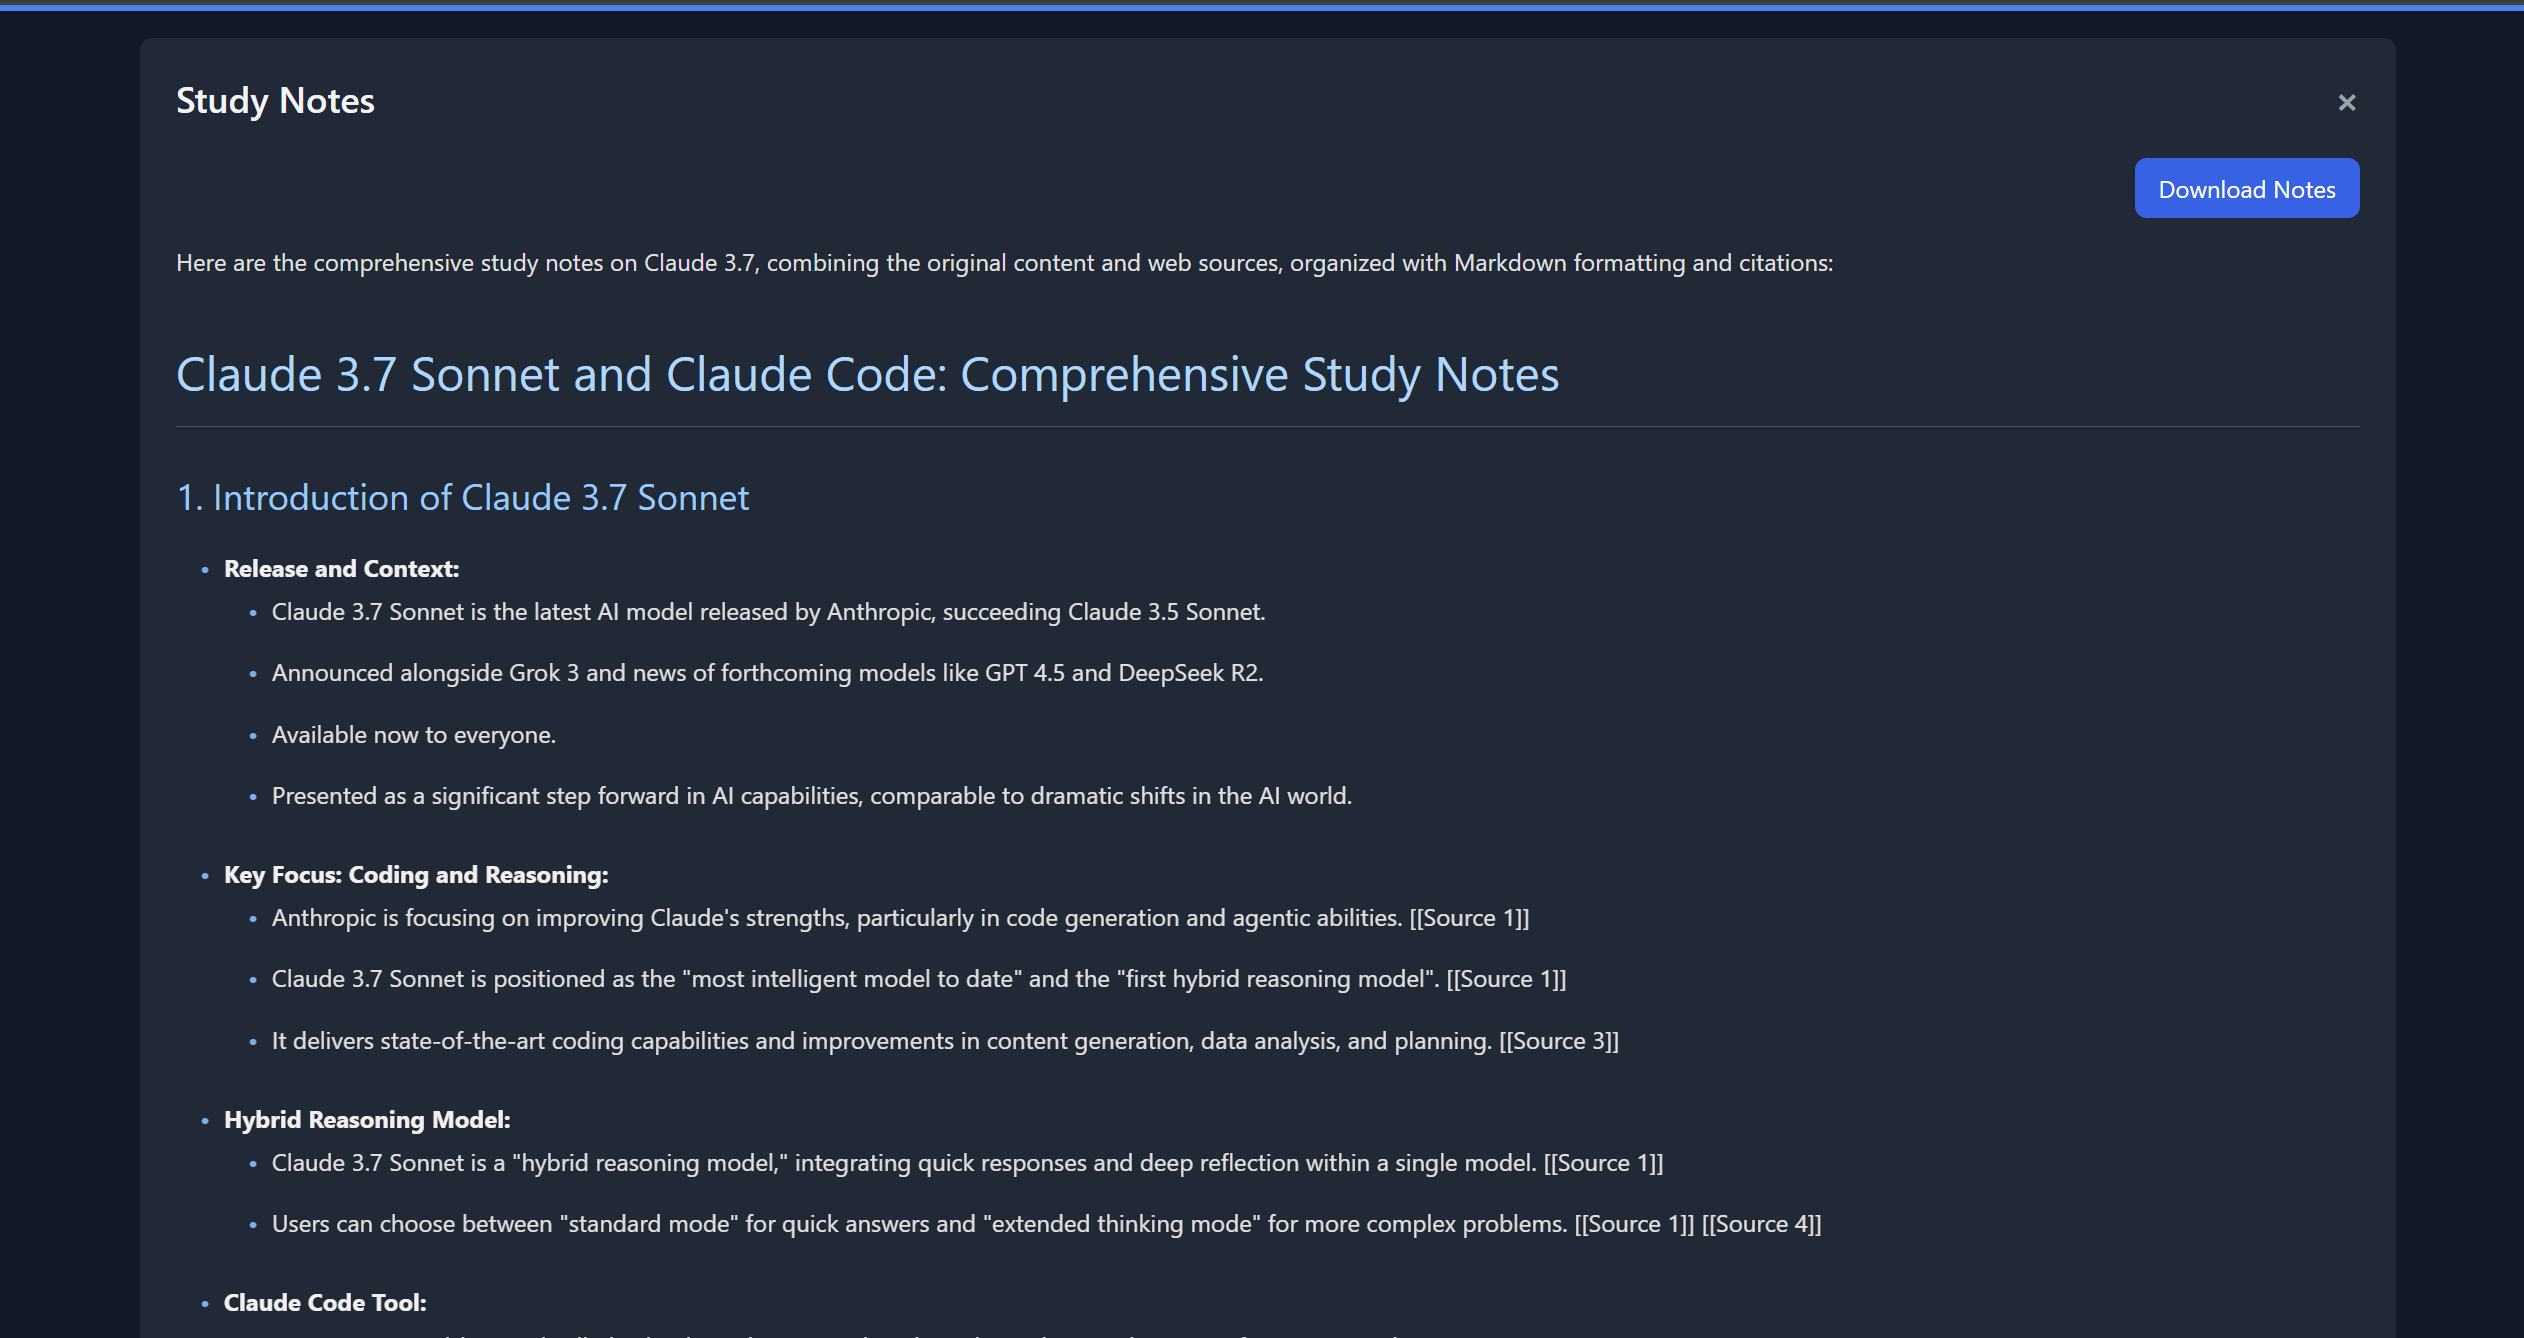 Study Notes
×
Download Notes
Here are the comprehensive study notes on Claude 3.7, combining the original content and web sources, organized with Markdown formatting and citations:
Claude 3.7 Sonnet and Claude Code: Comprehensive Study Notes
1. Introduction of Claude 3.7 Sonnet
• Release and Context:
• Claude 3.7 Sonnet is the latest AI model released by Anthropic, succeeding Claude 3.5 Sonnet.
• Announced alongside Grok 3 and news of forthcoming models like GPT 4.5 and DeepSeek R2.
• Available now to everyone.
• Presented as a significant step forward in AI capabilities, comparable to dramatic shifts in the AI world.
• Key Focus: Coding and Reasoning:
• Anthropic is focusing on improving Claude's strengths, particularly in code generation and agentic abilities. [[Source 1]]
• Claude 3.7 Sonnet is positioned as the "most intelligent model to date" and the "first hybrid reasoning model". [[Source 1]]
• It delivers state-of-the-art coding capabilities and improvements in content generation, data analysis, and planning. [[Source 3]]
• Hybrid Reasoning Model:
• Claude 3.7 Sonnet is a "hybrid reasoning model," integrating quick responses and deep reflection within a single model. [[Source 1]]
• Users can choose between "standard mode" for quick answers and "extended thinking mode" for more complex problems. [[Source 1]] [[Source 4]]
• Claude Code Tool: